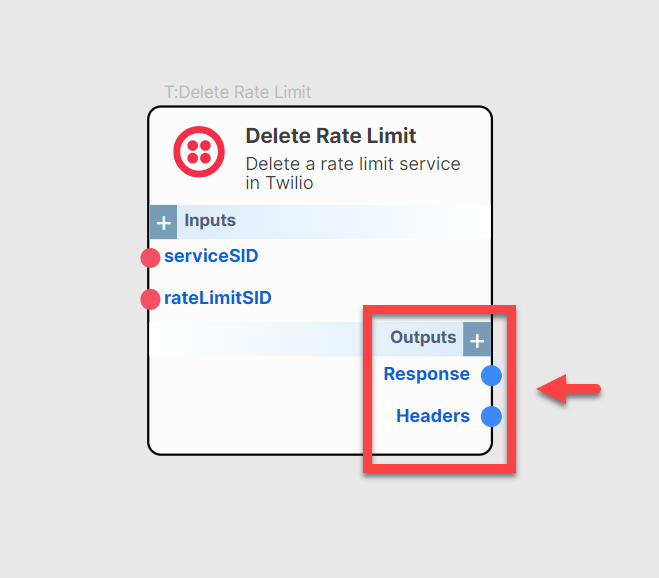 T:Delete Rate Limit
Delete Rate Limit
Delete a rate limit service
in Twilio
+ Inputs
serviceSID
rateLimitSID
Outputs +
Response
Headers